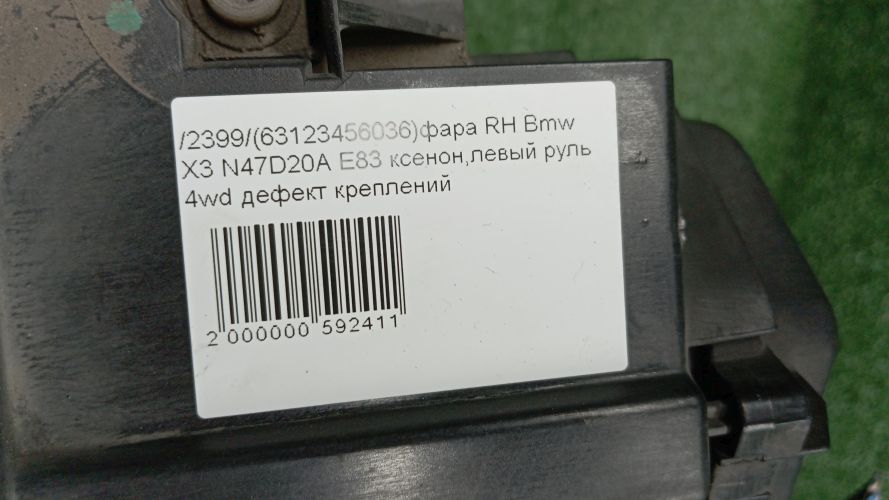 /2399/(63123456036)фара RH Bmw
X3 N47D20A E83 ксенон,левый руль
4wd дефект креплений
2 000000 592411